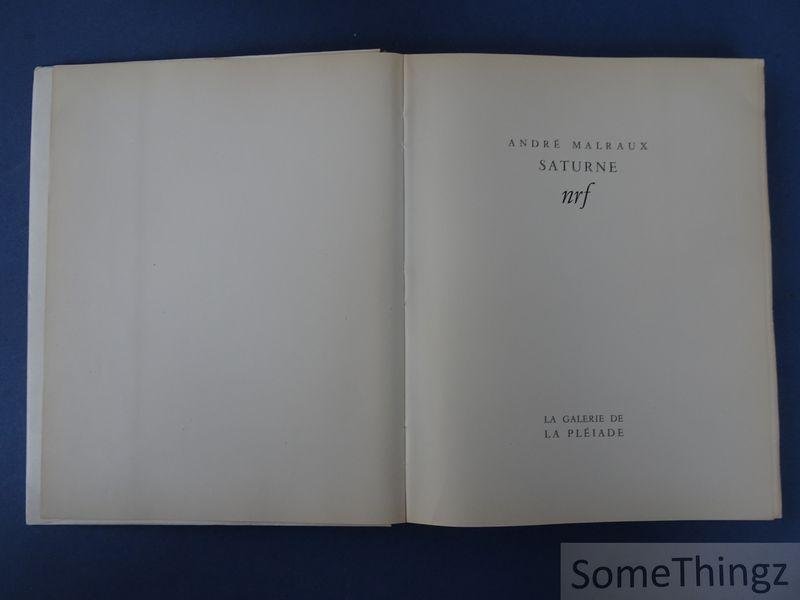 ANDRÉ MALRAUX
SATURNE
nrf
LA GALERIE DE
LA PLÉIADE
SomeThingz